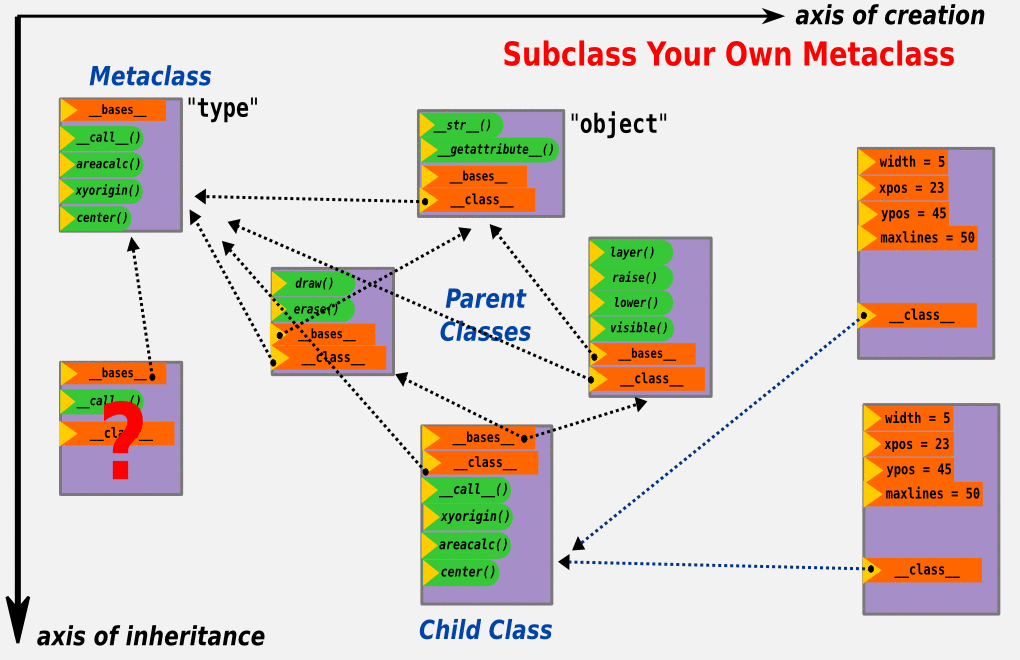 axis of creation
Subclass Your Own Metaclass
Metaclass
"type"
__bases__
__call__()
areacalc()
xyorigin()
center()
"object"
__str__()
__getattribute__()
__bases__
__class__
width = 5
xpos = 23
ypos = 45
maxlines = 50
__class__
draw()
erase()
__bases__
__class__
Parent
Classes
layer()
raise()
lower()
visible()
__bases__
__class__
__bases__
__call__()
__class__
?
__bases__
__class__
__call__()
xyorigin()
areacalc()
center()
Child Class
width = 5
xpos = 23
ypos = 45
maxlines = 50
__class__
axis of inheritance